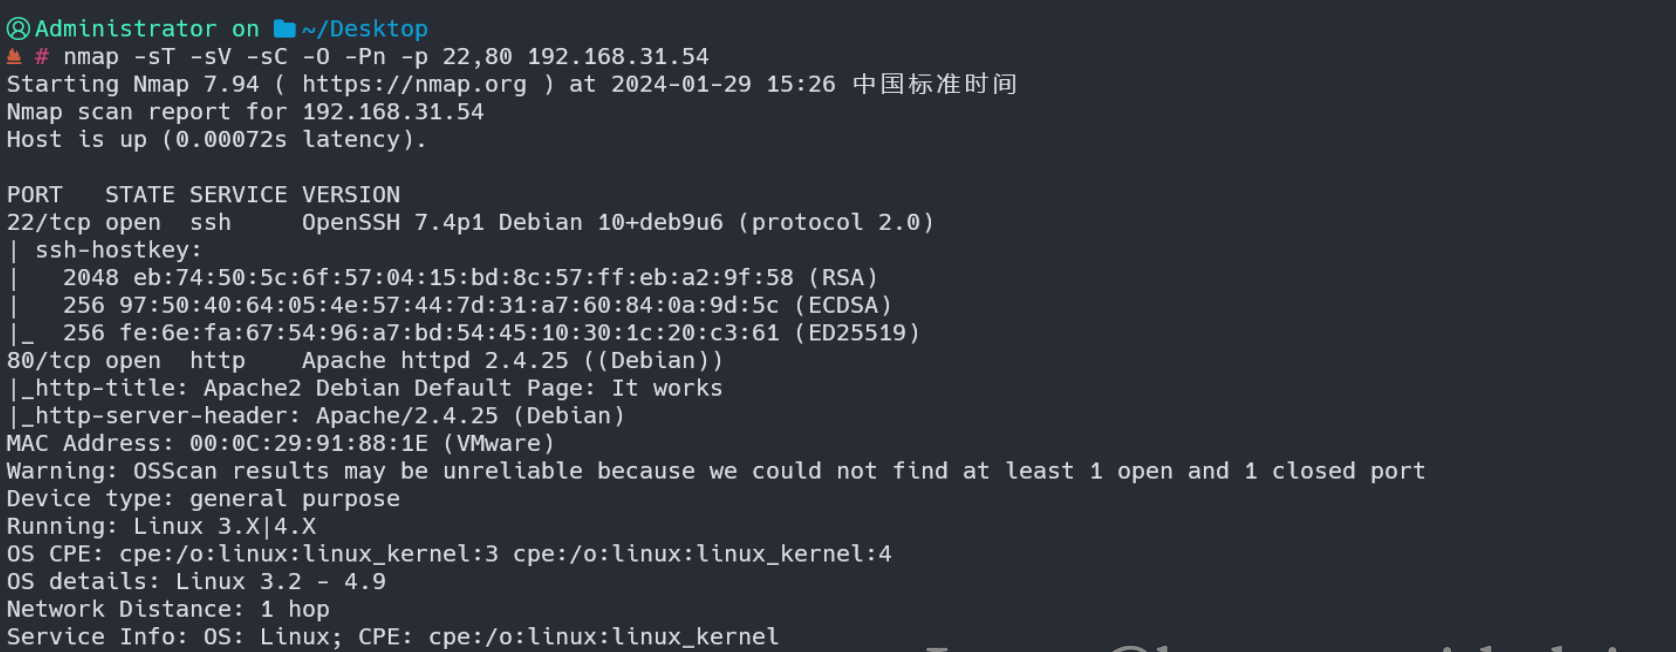 Administrator on ~/Desktop
# nmap -sT -sV -sC -O -Pn -p 22,80 192.168.31.54
Starting Nmap 7.94 ( https://nmap.org ) at 2024-01-29 15:26 中国标准时间
Nmap scan report for 192.168.31.54
Host is up (0.00072s latency).
PORT   STATE SERVICE VERSION
22/tcp open  ssh     OpenSSH 7.4p1 Debian 10+deb9u6 (protocol 2.0)
| ssh-hostkey:
|   2048 eb:74:50:5c:6f:57:04:15:bd:8c:57:ff:eb:a2:9f:58 (RSA)
|   256 97:50:40:64:05:4e:57:44:7d:31:a7:60:84:0a:9d:5c (ECDSA)
|_  256 fe:6e:fa:67:54:96:a7:bd:54:45:10:30:1c:20:c3:61 (ED25519)
80/tcp open  http    Apache httpd 2.4.25 ((Debian))
|_http-title: Apache2 Debian Default Page: It works
|_http-server-header: Apache/2.4.25 (Debian)
MAC Address: 00:0C:29:91:88:1E (VMware)
Warning: OSScan results may be unreliable because we could not find at least 1 open and 1 closed port
Device type: general purpose
Running: Linux 3.X|4.X
OS CPE: cpe:/o:linux:linux_kernel:3 cpe:/o:linux:linux_kernel:4
OS details: Linux 3.2 - 4.9
Network Distance: 1 hop
Service Info: OS: Linux; CPE: cpe:/o:linux:linux_kernel